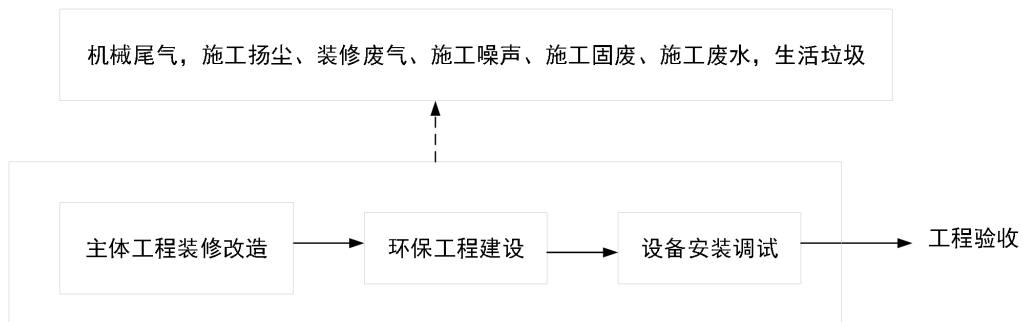 机械尾气，施工扬尘、装修废气、施工噪声、施工固废、施工废水，生活垃圾
主体工程装修改造
环保工程建设
设备安装调试
工程验收